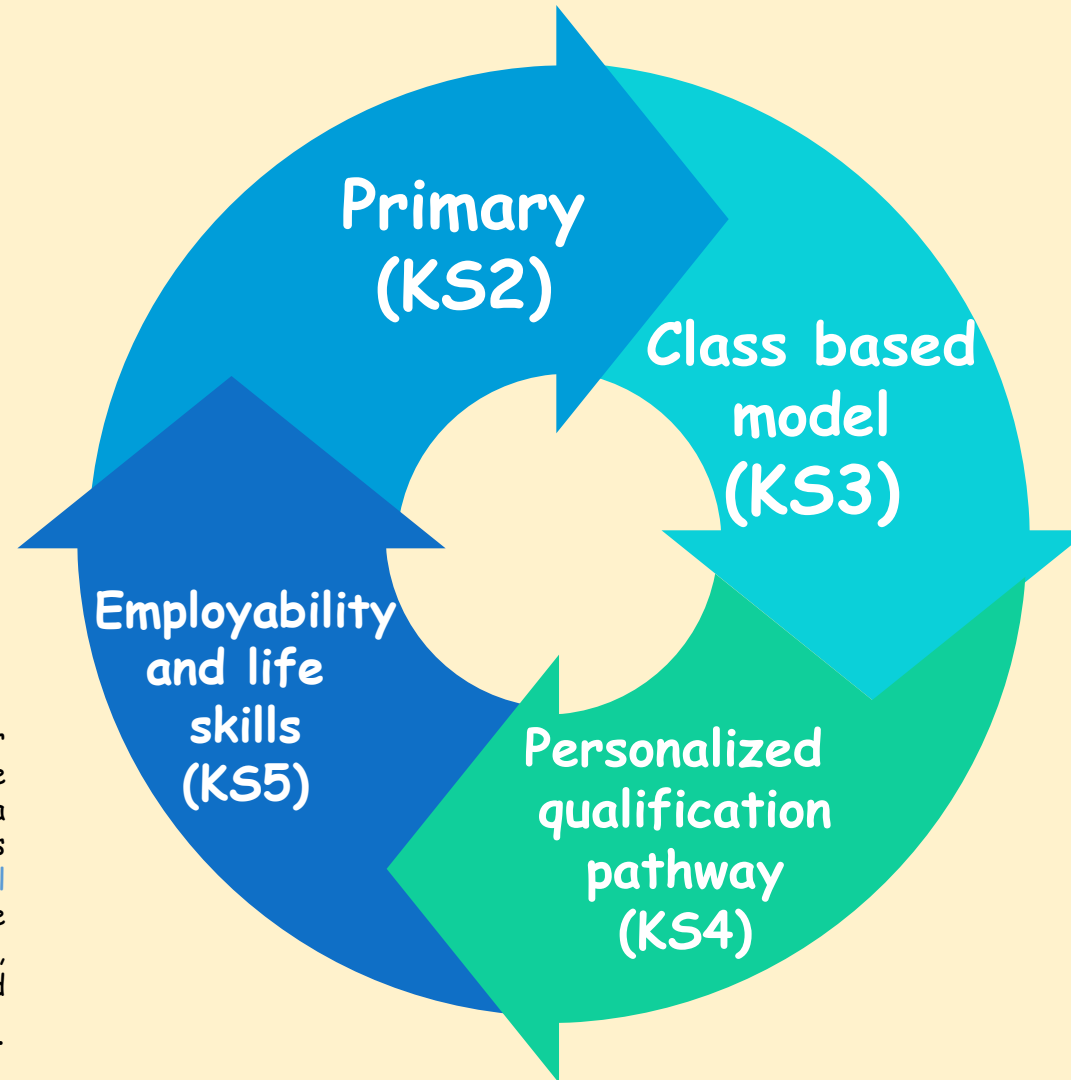 Primary
(KS2)
Class based
model
(KS3)
Personalized
qualification
pathway
(KS4)
Employability
and life
skills
(KS5)